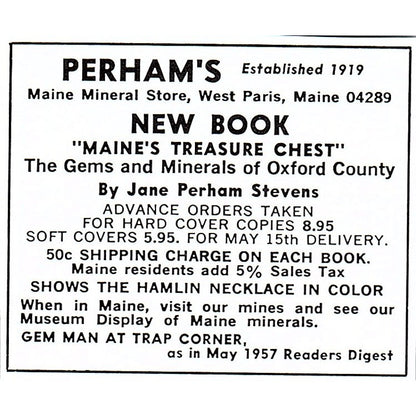 PERHAM'S Established 1919
Maine Mineral Store, West Paris, Maine 04289
NEW BOOK
"MAINE'S TREASURE CHEST"
The Gems and Minerals of Oxford County
By Jane Perham Stevens
ADVANCE ORDERS TAKEN
FOR HARD COVER COPIES 8.95
SOFT COVERS 5.95. FOR MAY 15th DELIVERY.
50c SHIPPING CHARGE ON EACH BOOK.
Maine residents add 5% Sales Tax
SHOWS THE HAMLIN NECKLACE IN COLOR
When in Maine, visit our mines and see our
Museum Display of Maine minerals.
GEM MAN AT TRAP CORNER,
as in May 1957 Readers Digest